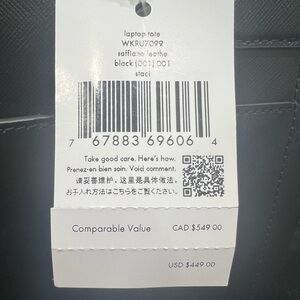 laptop tote
WKRU7099
saffiano leathe
black (001) 001
staci
7 67883 69606 4
Take good care. Here's how.
Prenez-en bien soin. Voici comment.
请妥善维护。这里是具体做法。
お手入れ方法はこちらをご覧ください。
Comparable Value CAD $549.00
USD $449.00